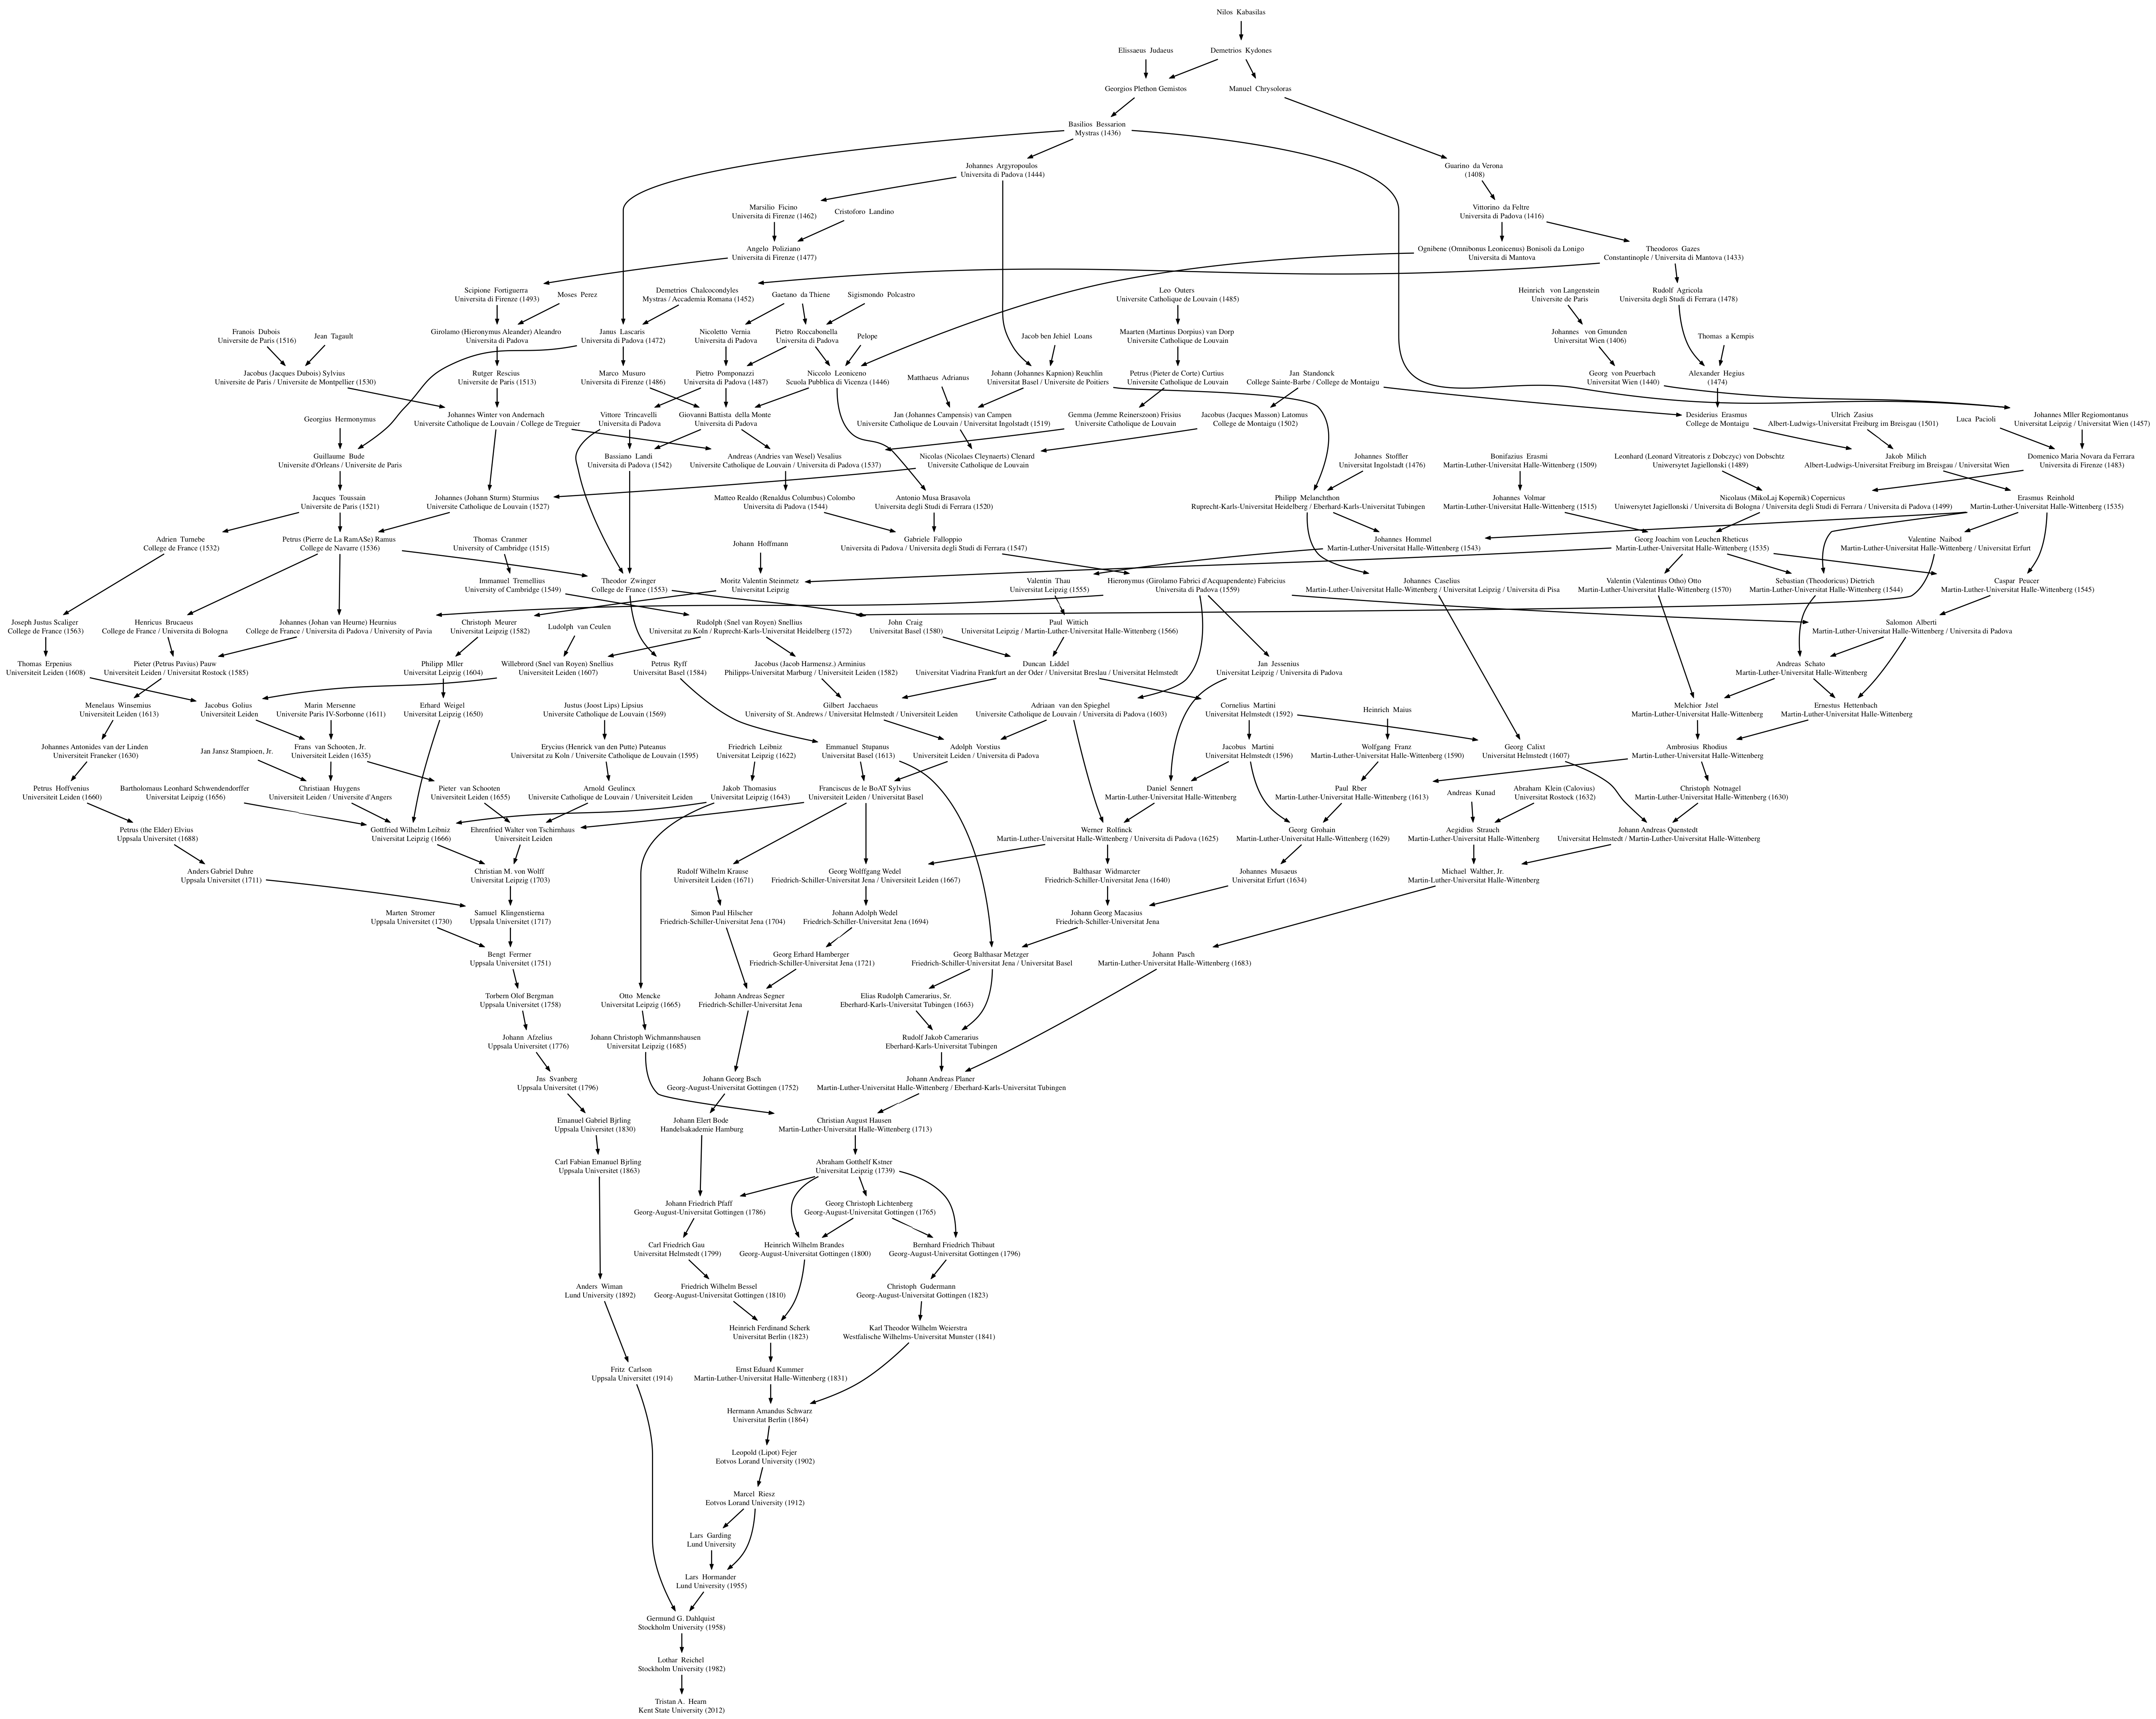 Nilos Kabasilas
Elissaeus Judaeus
Demetrios Kydones
Georgios Plethon Gemistos
Manuel Chrysoloras
Basilios Bessarion
Mystras (1436)
Johannes Argyropoulos
Universita di Padova (1444)
Guarino da Verona
(1408)
Marsilio Ficino
Universita di Firenze (1462)
Cristoforo Landino
Vittorino da Feltre
Universita di Padova (1416)
Angelo Poliziano
Universita di Firenze (1477)
Ognibene (Omnibonus Leonicenus) Bonisoli da Lonigo
Universita di Mantova
Theodoros Gazes
Constantinople / Universita di Mantova (1433)
Scipione Fortiguerra
Universita di Firenze (1493)
Moses Perez
Demetrios Chalcocondyles
Mystras / Accademia Romana (1452)
Gaetano da Thiene
Sigismondo Polcastro
Leo Outers
Universite Catholique de Louvain (1485)
Heinrich von Langenstein
Universite de Paris
Rudolf Agricola
Universita degli Studi di Ferrara (1478)
Franois Dubois
Universite de Paris (1516)
Jean Tagault
Girolamo (Hieronymus Aleander) Aleandro
Universita di Padova
Janus Lascaris
Universita di Padova (1472)
Nicoletto Vernia
Universita di Padova
Pietro Roccabonella
Universita di Padova
Pelope
Jacob ben Jehiel Loans
Maarten (Martinus Dorpius) van Dorp
Universite Catholique de Louvain
Johannes von Gmunden
Universitat Wien (1406)
Thomas a Kempis
Jacobus (Jacques Dubois) Sylvius
Universite de Paris / Universite de Montpellier (1530)
Rutger Rescius
Universite de Paris (1513)
Marco Musuro
Universita di Firenze (1486)
Pietro Pomponazzi
Universita di Padova (1487)
Niccolo Leoniceno
Scuola Pubblica di Vicenza (1446)
Matthaeus Adrianus
Johann (Johannes Kapnion) Reuchlin
Universitat Basel / Universite de Poitiers
Petrus (Pieter de Corte) Curtius
Universite Catholique de Louvain
Jan Standonck
College Sainte-Barbe / College de Montaigu
Georg von Peuerbach
Universitat Wien (1440)
Alexander Hegius
(1474)
Georgius Hermonymus
Johannes Winter von Andernach
Universite Catholique de Louvain / College de Treguier
Vittore Trincavelli
Universita di Padova
Giovanni Battista della Monte
Universita di Padova
Jan (Johannes Campensis) van Campen
Universite Catholique de Louvain / Universitat Ingolstadt (1519)
Gemma (Jemme Reinerszoon) Frisius
Universite Catholique de Louvain
Jacobus (Jacques Masson) Latomus
College de Montaigu (1502)
Desiderius Erasmus
College de Montaigu
Ulrich Zasius
Albert-Ludwigs-Universitat Freiburg im Breisgau (1501)
Luca Pacioli
Johannes Mller Regiomontanus
Universitat Leipzig / Universitat Wien (1457)
Guillaume Bude
Universite d'Orleans / Universite de Paris
Bassiano Landi
Universita di Padova (1542)
Andreas (Andries van Wesel) Vesalius
Universite Catholique de Louvain / Universita di Padova (1537)
Nicolas (Nicolaes Cleynaerts) Clenard
Universite Catholique de Louvain
Johannes Stoffler
Universitat Ingolstadt (1476)
Bonifazius Erasmi
Martin-Luther-Universitat Halle-Wittenberg (1509)
Leonhard (Leonard Vitreatoris z Dobczyc) von Dobschtz
Uniwersytet Jagiellonski (1489)
Jakob Milich
Albert-Ludwigs-Universitat Freiburg im Breisgau / Universitat Wien
Domenico Maria Novara da Ferrara
Universita di Firenze (1483)
Jacques Toussain
Universite de Paris (1521)
Johannes (Johann Sturm) Sturmius
Universite Catholique de Louvain (1527)
Matteo Realdo (Renaldus Columbus) Colombo
Universita di Padova (1544)
Antonio Musa Brasavola
Universita degli Studi di Ferrara (1520)
Philipp Melanchthon
Ruprecht-Karls-Universitat Heidelberg / Eberhard-Karls-Universitat Tubingen
Johannes Volmar
Martin-Luther-Universitat Halle-Wittenberg (1515)
Nicolaus (MikoLaj Kopernik) Copernicus
Uniwersytet Jagiellonski / Universita di Bologna / Universita degli Studi di Ferrara / Universita di Padova (1499)
Erasmus Reinhold
Martin-Luther-Universitat Halle-Wittenberg (1535)
Adrien Turnebe
College de France (1532)
Petrus (Pierre de La RamASe) Ramus
College de Navarre (1536)
Thomas Cranmer
University of Cambridge (1515)
Johann Hoffmann
Gabriele Falloppio
Universita di Padova / Universita degli Studi di Ferrara (1547)
Johannes Hommel
Martin-Luther-Universitat Halle-Wittenberg (1543)
Georg Joachim von Leuchen Rheticus
Martin-Luther-Universitat Halle-Wittenberg (1535)
Valentine Naibod
Martin-Luther-Universitat Halle-Wittenberg / Universitat Erfurt
Immanuel Tremellius
University of Cambridge (1549)
Theodor Zwinger
College de France (1553)
Moritz Valentin Steinmetz
Universitat Leipzig
Valentin Thau
Universitat Leipzig (1555)
Hieronymus (Girolamo Fabrici d'Acquapendente) Fabricius
Universita di Padova (1559)
Johannes Caselius
Martin-Luther-Universitat Halle-Wittenberg / Universitat Leipzig / Universita di Pisa
Valentin (Valentinus Otho) Otto
Martin-Luther-Universitat Halle-Wittenberg (1570)
Sebastian (Theodoricus) Dietrich
Martin-Luther-Universitat Halle-Wittenberg (1544)
Caspar Peucer
Martin-Luther-Universitat Halle-Wittenberg (1545)
Joseph Justus Scaliger
College de France (1563)
Henricus Brucaeus
College de France / Universita di Bologna
Johannes (Johan van Heurne) Heurnius
College de France / Universita di Padova / University of Pavia
Christoph Meurer
Universitat Leipzig (1582)
Ludolph van Ceulen
Rudolph (Snel van Royen) Snellius
Universitat zu Koln / Ruprecht-Karls-Universitat Heidelberg (1572)
John Craig
Universitat Basel (1580)
Paul Wittich
Universitat Leipzig / Martin-Luther-Universitat Halle-Wittenberg (1566)
Salomon Alberti
Martin-Luther-Universitat Halle-Wittenberg / Universita di Padova
Thomas Erpenius
Universiteit Leiden (1608)
Pieter (Petrus Pavius) Pauw
Universiteit Leiden / Universitat Rostock (1585)
Philipp Mller
Universitat Leipzig (1604)
Willebrord (Snel van Royen) Snellius
Universiteit Leiden (1607)
Petrus Ryff
Universitat Basel (1584)
Jacobus (Jacob Harmensz.) Arminius
Philipps-Universitat Marburg / Universiteit Leiden (1582)
Duncan Liddel
Universitat Viadrina Frankfurt an der Oder / Universitat Breslau / Universitat Helmstedt
Jan Jessenius
Universitat Leipzig / Universita di Padova
Andreas Schato
Martin-Luther-Universitat Halle-Wittenberg
Menelaus Winsemius
Universiteit Leiden (1613)
Jacobus Golius
Universiteit Leiden
Marin Mersenne
Universite Paris IV-Sorbonne (1611)
Erhard Weigel
Universitat Leipzig (1650)
Justus (Joost Lips) Lipsius
Universite Catholique de Louvain (1569)
Gilbert Jacchaeus
University of St. Andrews / Universitat Helmstedt / Universiteit Leiden
Adriaan van den Spieghel
Universite Catholique de Louvain / Universita di Padova (1603)
Cornelius Martini
Universitat Helmstedt (1592)
Heinrich Maius
Melchior Jstel
Martin-Luther-Universitat Halle-Wittenberg
Ernestus Hettenbach
Martin-Luther-Universitat Halle-Wittenberg
Johannes Antonides van der Linden
Universiteit Franeker (1630)
Jan Jansz Stampioen, Jr.
Frans van Schooten, Jr.
Universiteit Leiden (1635)
Erycius (Henrick van den Putte) Puteanus
Universitat zu Koln / Universite Catholique de Louvain (1595)
Friedrich Leibniz
Universitat Leipzig (1622)
Emmanuel Stupanus
Universitat Basel (1613)
Adolph Vorstius
Universiteit Leiden / Universita di Padova
Jacobus Martini
Universitat Helmstedt (1596)
Wolfgang Franz
Martin-Luther-Universitat Halle-Wittenberg (1590)
Georg Calixt
Universitat Helmstedt (1607)
Ambrosius Rhodius
Martin-Luther-Universitat Halle-Wittenberg
Petrus Hoffvenius
Universiteit Leiden (1660)
Bartholomaus Leonhard Schwendendorffer
Universitat Leipzig (1656)
Christiaan Huygens
Universiteit Leiden / Universite d'Angers
Pieter van Schooten
Universiteit Leiden (1655)
Arnold Geulincx
Universite Catholique de Louvain / Universiteit Leiden
Jakob Thomasius
Universitat Leipzig (1643)
Franciscus de le BoAT Sylvius
Universiteit Leiden / Universitat Basel
Daniel Sennert
Martin-Luther-Universitat Halle-Wittenberg
Paul Rber
Martin-Luther-Universitat Halle-Wittenberg (1613)
Andreas Kunad
Abraham Klein (Calovius)
Universitat Rostock (1632)
Christoph Notnagel
Martin-Luther-Universitat Halle-Wittenberg (1630)
Petrus (the Elder) Elvius
Uppsala Universitet (1688)
Gottfried Wilhelm Leibniz
Universitat Leipzig (1666)
Ehrenfried Walter von Tschirnhaus
Universiteit Leiden
Werner Rolfinck
Martin-Luther-Universitat Halle-Wittenberg / Universita di Padova (1625)
Georg Grohain
Martin-Luther-Universitat Halle-Wittenberg (1629)
Aegidius Strauch
Martin-Luther-Universitat Halle-Wittenberg
Johann Andreas Quenstedt
Universitat Helmstedt / Martin-Luther-Universitat Halle-Wittenberg
Anders Gabriel Duhre
Uppsala Universitet (1711)
Christian M. von Wolff
Universitat Leipzig (1703)
Rudolf Wilhelm Krause
Universiteit Leiden (1671)
Georg Wolffgang Wedel
Friedrich-Schiller-Universitat Jena / Universiteit Leiden (1667)
Balthasar Widmarcter
Friedrich-Schiller-Universitat Jena (1640)
Johannes Musaeus
Universitat Erfurt (1634)
Michael Walther, Jr.
Martin-Luther-Universitat Halle-Wittenberg
Marten Stromer
Uppsala Universitet (1730)
Samuel Klingenstierna
Uppsala Universitet (1717)
Simon Paul Hilscher
Friedrich-Schiller-Universitat Jena (1704)
Johann Adolph Wedel
Friedrich-Schiller-Universitat Jena (1694)
Johann Georg Macasius
Friedrich-Schiller-Universitat Jena
Bengt Ferrner
Uppsala Universitet (1751)
Georg Erhard Hamberger
Friedrich-Schiller-Universitat Jena (1721)
Georg Balthasar Metzger
Friedrich-Schiller-Universitat Jena / Universitat Basel
Johann Pasch
Martin-Luther-Universitat Halle-Wittenberg (1683)
Torbern Olof Bergman
Uppsala Universitet (1758)
Otto Mencke
Universitat Leipzig (1665)
Johann Andreas Segner
Friedrich-Schiller-Universitat Jena
Elias Rudolph Camerarius, Sr.
Eberhard-Karls-Universitat Tubingen (1663)
Johann Afzelius
Uppsala Universitet (1776)
Johann Christoph Wichmannshausen
Universitat Leipzig (1685)
Rudolf Jakob Camerarius
Eberhard-Karls-Universitat Tubingen
Jns Svanberg
Uppsala Universitet (1796)
Johann Georg Bsch
Georg-August-Universitat Gottingen (1752)
Johann Andreas Planer
Martin-Luther-Universitat Halle-Wittenberg / Eberhard-Karls-Universitat Tubingen
Emanuel Gabriel Bjrling
Uppsala Universitet (1830)
Johann Elert Bode
Handelsakademie Hamburg
Christian August Hausen
Martin-Luther-Universitat Halle-Wittenberg (1713)
Carl Fabian Emanuel Bjrling
Uppsala Universitet (1863)
Abraham Gotthelf Kstner
Universitat Leipzig (1739)
Johann Friedrich Pfaff
Georg-August-Universitat Gottingen (1786)
Georg Christoph Lichtenberg
Georg-August-Universitat Gottingen (1765)
Carl Friedrich Gau
Universitat Helmstedt (1799)
Heinrich Wilhelm Brandes
Georg-August-Universitat Gottingen (1800)
Bernhard Friedrich Thibaut
Georg-August-Universitat Gottingen (1796)
Anders Wiman
Lund University (1892)
Friedrich Wilhelm Bessel
Georg-August-Universitat Gottingen (1810)
Christoph Gudermann
Georg-August-Universitat Gottingen (1823)
Heinrich Ferdinand Scherk
Universitat Berlin (1823)
Karl Theodor Wilhelm Weierstra
Westfalische Wilhelms-Universitat Munster (1841)
Fritz Carlson
Uppsala Universitet (1914)
Ernst Eduard Kummer
Martin-Luther-Universitat Halle-Wittenberg (1831)
Hermann Amandus Schwarz
Universitat Berlin (1864)
Leopold (Lipot) Fejer
Eotvos Lorand University (1902)
Marcel Riesz
Eotvos Lorand University (1912)
Lars Garding
Lund University
Lars Hormander
Lund University (1955)
Germund G. Dahlquist
Stockholm University (1958)
Lothar Reichel
Stockholm University (1982)
Tristan A. Hearn
Kent State University (2012)